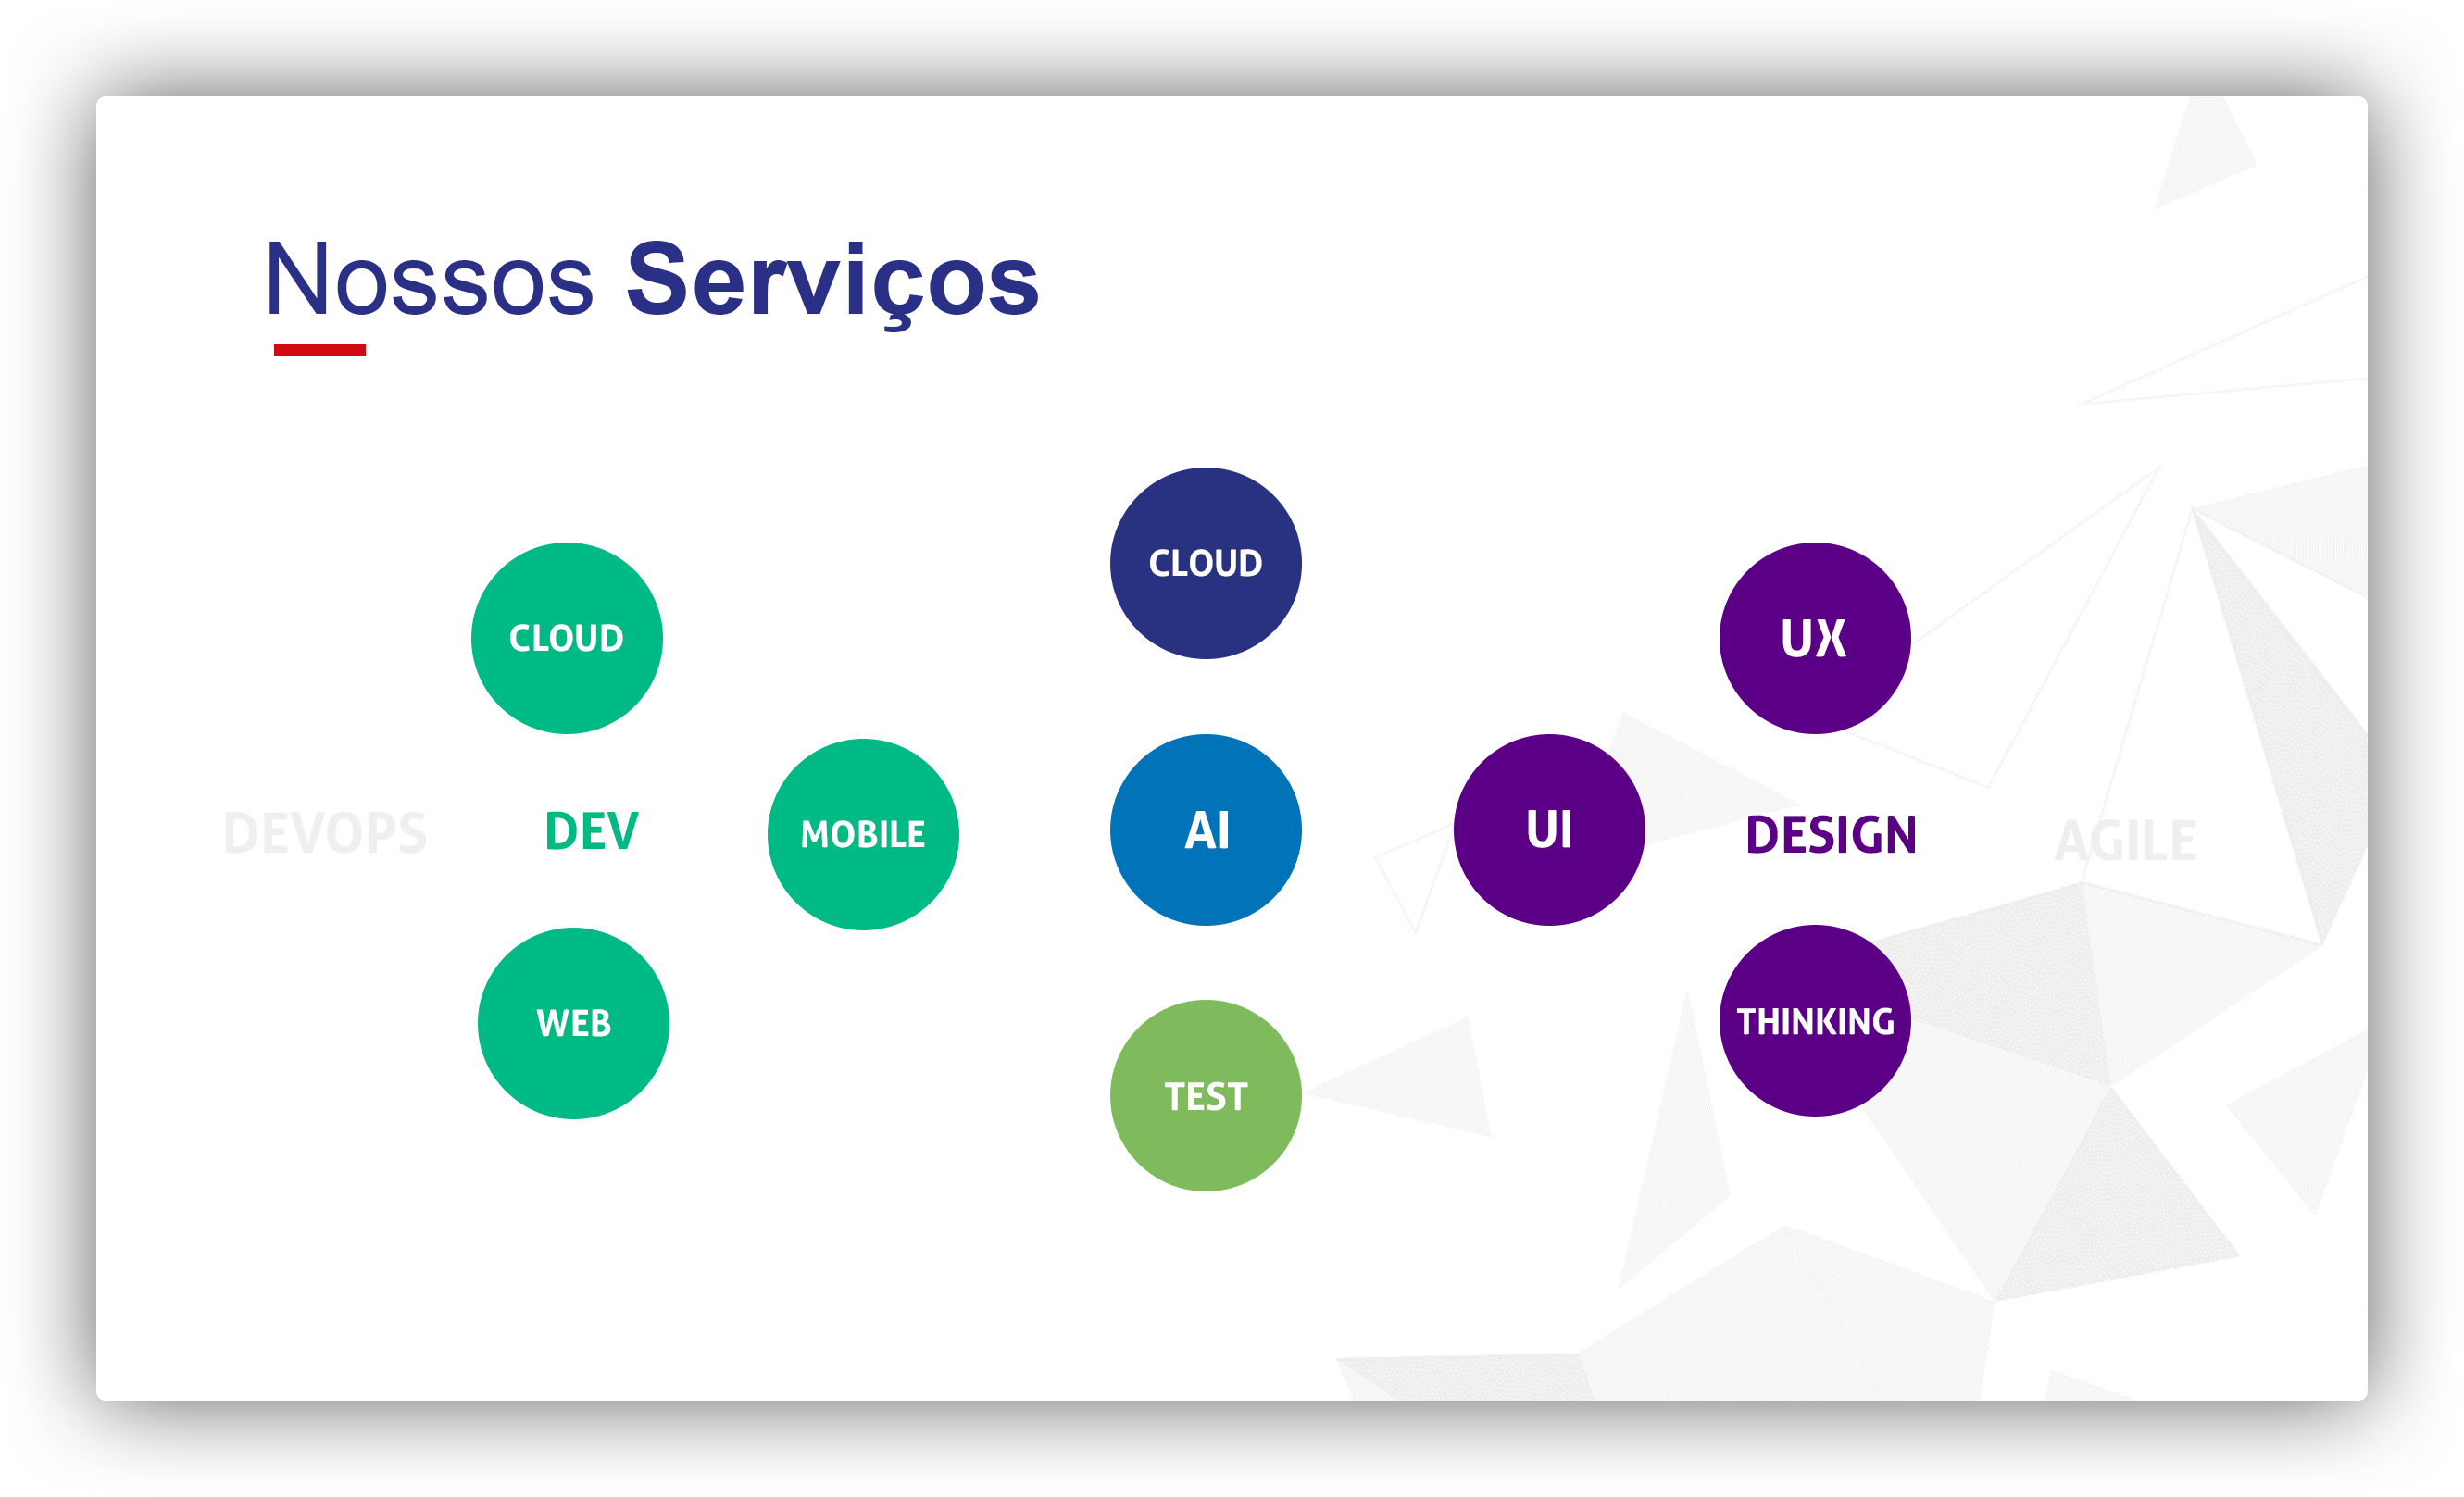 Nossos Serviços
CLOUD
CLOUD
UX
DEVOPS
DEV
MOBILE
AI
UI
DESIGN
AGILE
WEB
TEST
THINKING